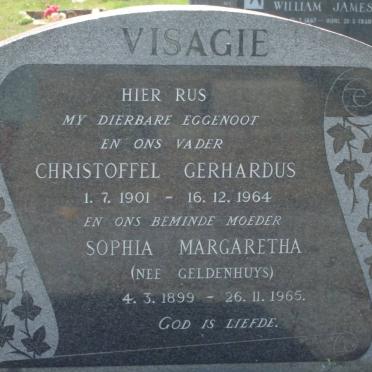 WILLIAM JAMES
VISAGIE
HIER RUS
MY DIERBARE EGGENOOT
EN ONS VADER
CHRISTOFFEL GERHARDUS
1.7.1901 - 16.12.1964
EN ONS BEMINDE MOEDER
SOPHIA MARGARETHA
(NEE GELDENHUYS)
4.3.1899 - 26.11.1965.
GOD IS LIEFDE.